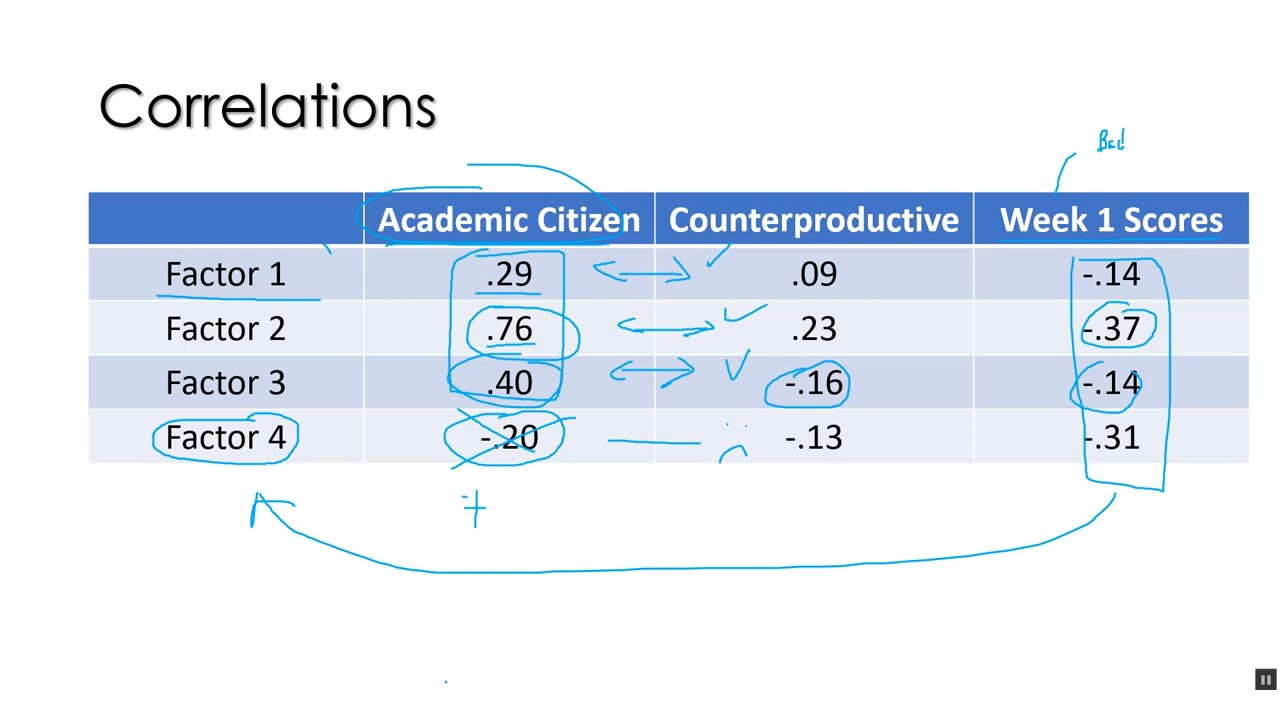 Correlations
Bad
Academic Citizen Counterproductive Week 1 Scores
Factor 1 .29 .09 -.14
Factor 2 .76 .23 -.37
Factor 3 .40 -.16 -.14
Factor 4 -.20 -.13 -.31
+